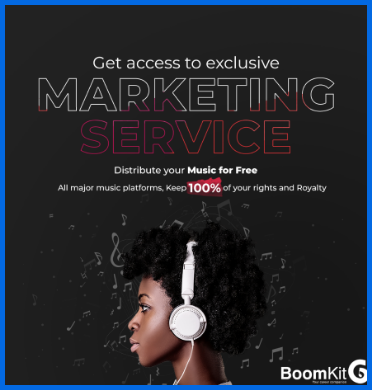 Get access to exclusive
MARKETING
SERVICE
Distribute your Music for Free
All major music platforms, Keep 100% of your rights and Royalty
BoomKit